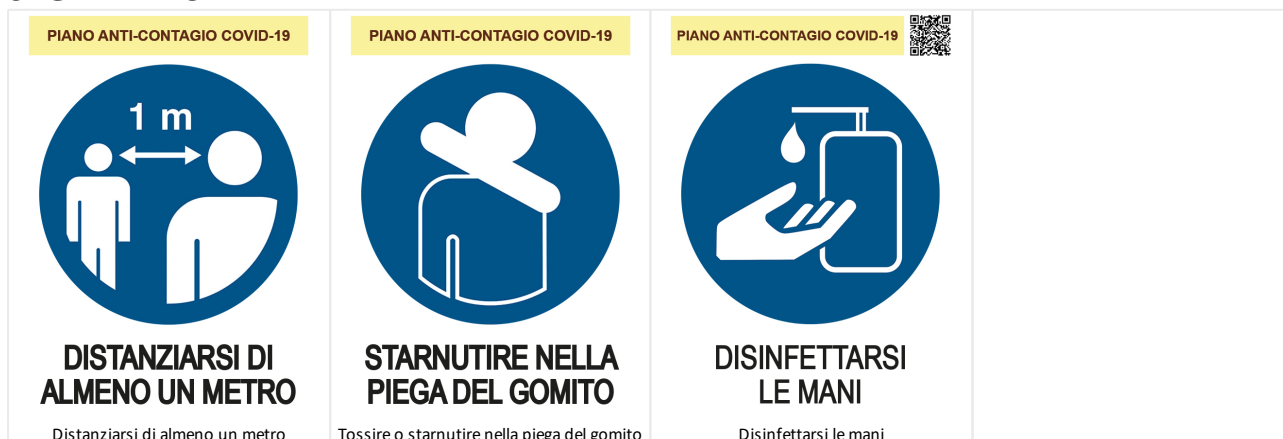 PIANO ANTI-CONTAGIO COVID-19
1 m
DISTANZIARSI DI
ALMENO UN METRO
Distanziarsi di almeno un metro
PIANO ANTI-CONTAGIO COVID-19
STARNUTIRE NELLA
PIEGA DEL GOMITO
Tossire o starnutire nella piega del gomito
PIANO ANTI-CONTAGIO COVID-19
DISINFETTARSI
LE MANI
Disinfettarsi le mani